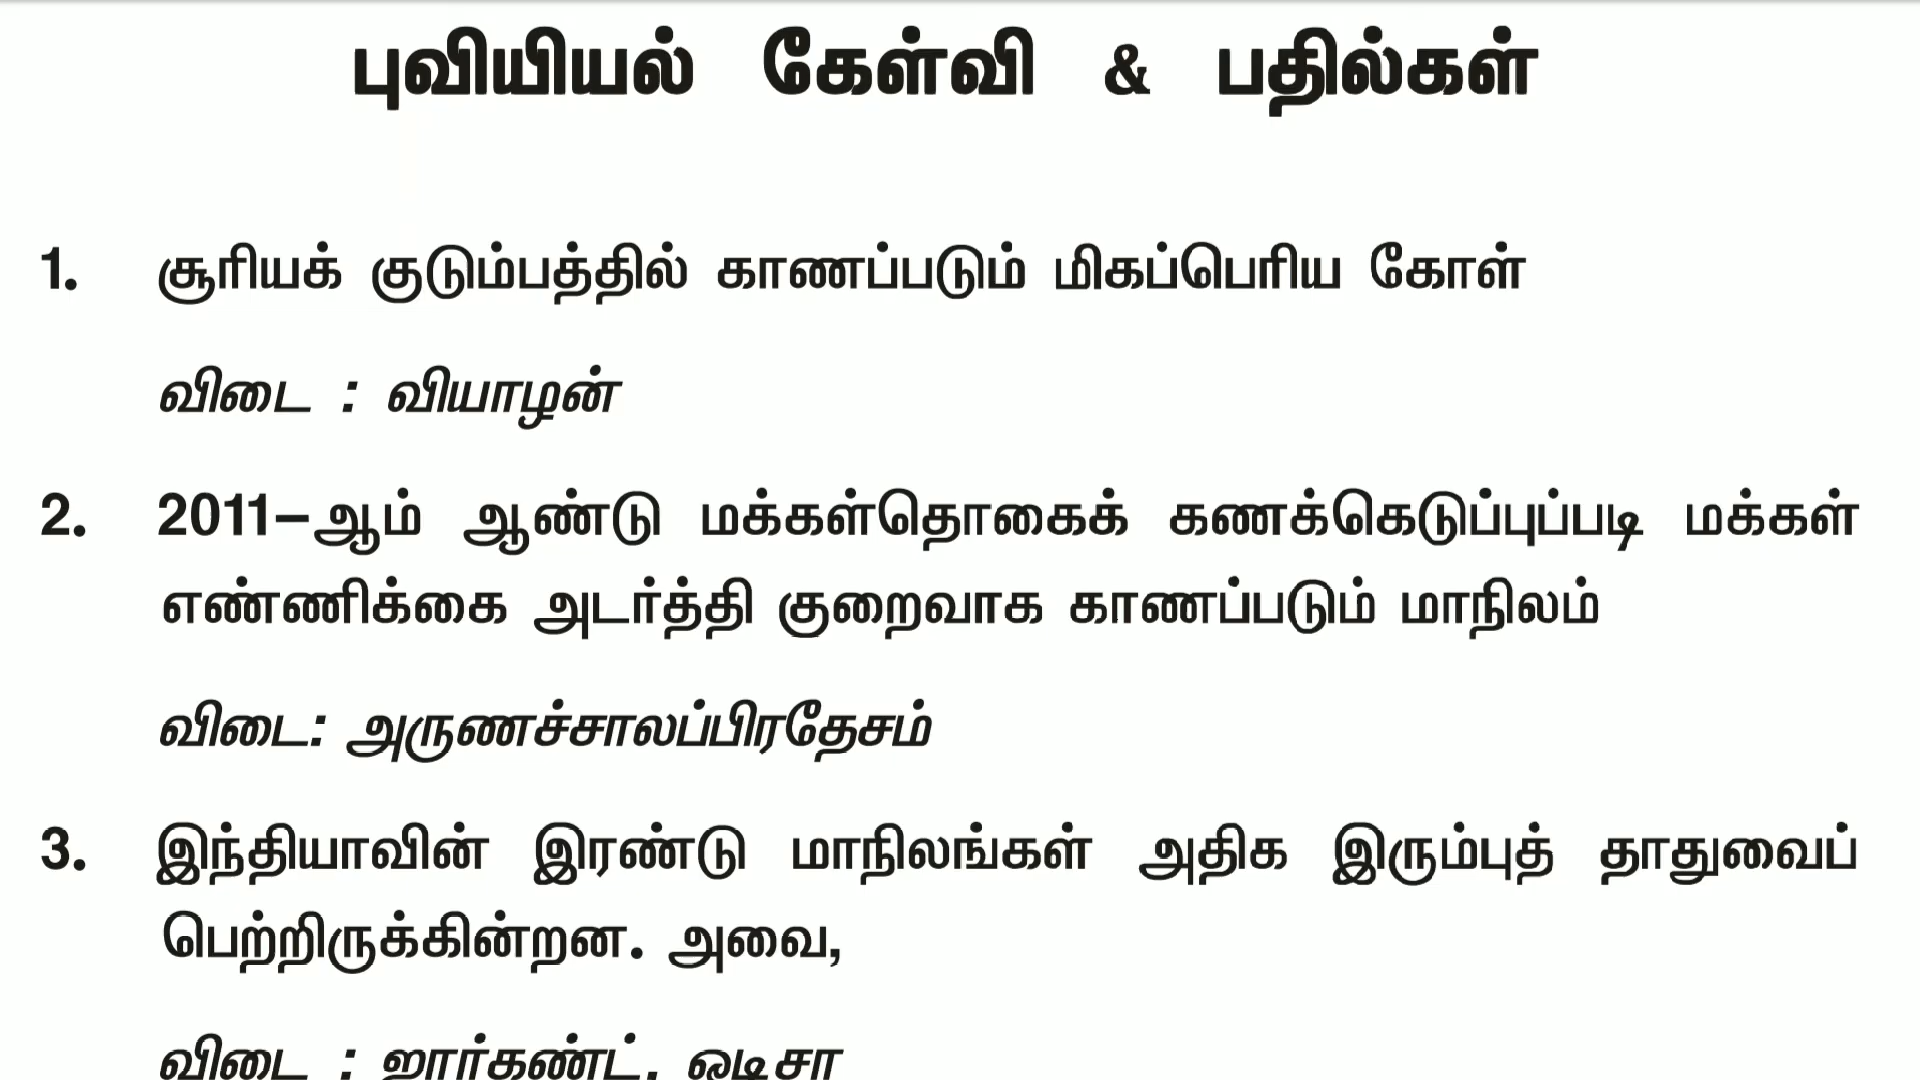 புவியியல் கேள்வி & பதில்கள்
1. சூரியக் குடும்பத்தில் காணப்படும் மிகப்பெரிய கோள்
விடை : வியாழன்
2. 2011–ஆம் ஆண்டு மக்கள்தொகைக் கணக்கெடுப்புப்படி மக்கள்
எண்ணிக்கை அடர்த்தி குறைவாக காணப்படும் மாநிலம்
விடை: அருணச்சாலப்பிரதேசம்
3. இந்தியாவின் இரண்டு மாநிலங்கள் அதிக இரும்புத் தாதுவைப்
பெற்றிருக்கின்றன. அவை,
விடை : ஜார்கண்ட், ஒடிசா